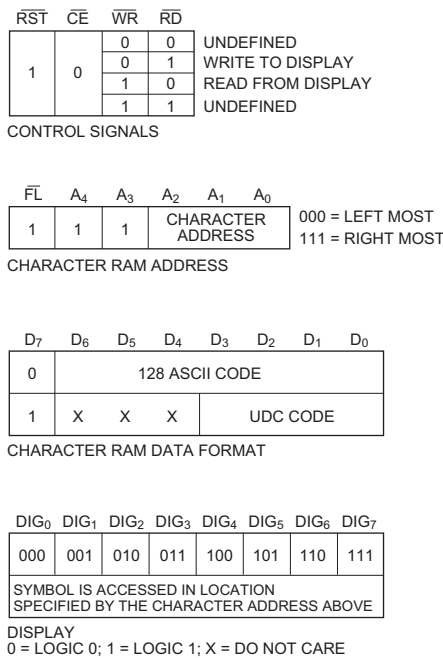 RST CE WR RD
1 0
0 0 UNDEFINED
0 1 WRITE TO DISPLAY
1 0 READ FROM DISPLAY
1 1 UNDEFINED
CONTROL SIGNALS
FL A4 A3 A2 A1 A0
1 1 1 CHARACTER ADDRESS
000 = LEFT MOST
111 = RIGHT MOST
CHARACTER RAM ADDRESS
D7 D6 D5 D4 D3 D2 D1 D0
0 128 ASCII CODE
1 X X X UDC CODE
CHARACTER RAM DATA FORMAT
DIG0 DIG1 DIG2 DIG3 DIG4 DIG5 DIG6 DIG7
000 001 010 011 100 101 110 111
SYMBOL IS ACCESSED IN LOCATION
SPECIFIED BY THE CHARACTER ADDRESS ABOVE
DISPLAY
0 = LOGIC 0; 1 = LOGIC 1; X = DO NOT CARE